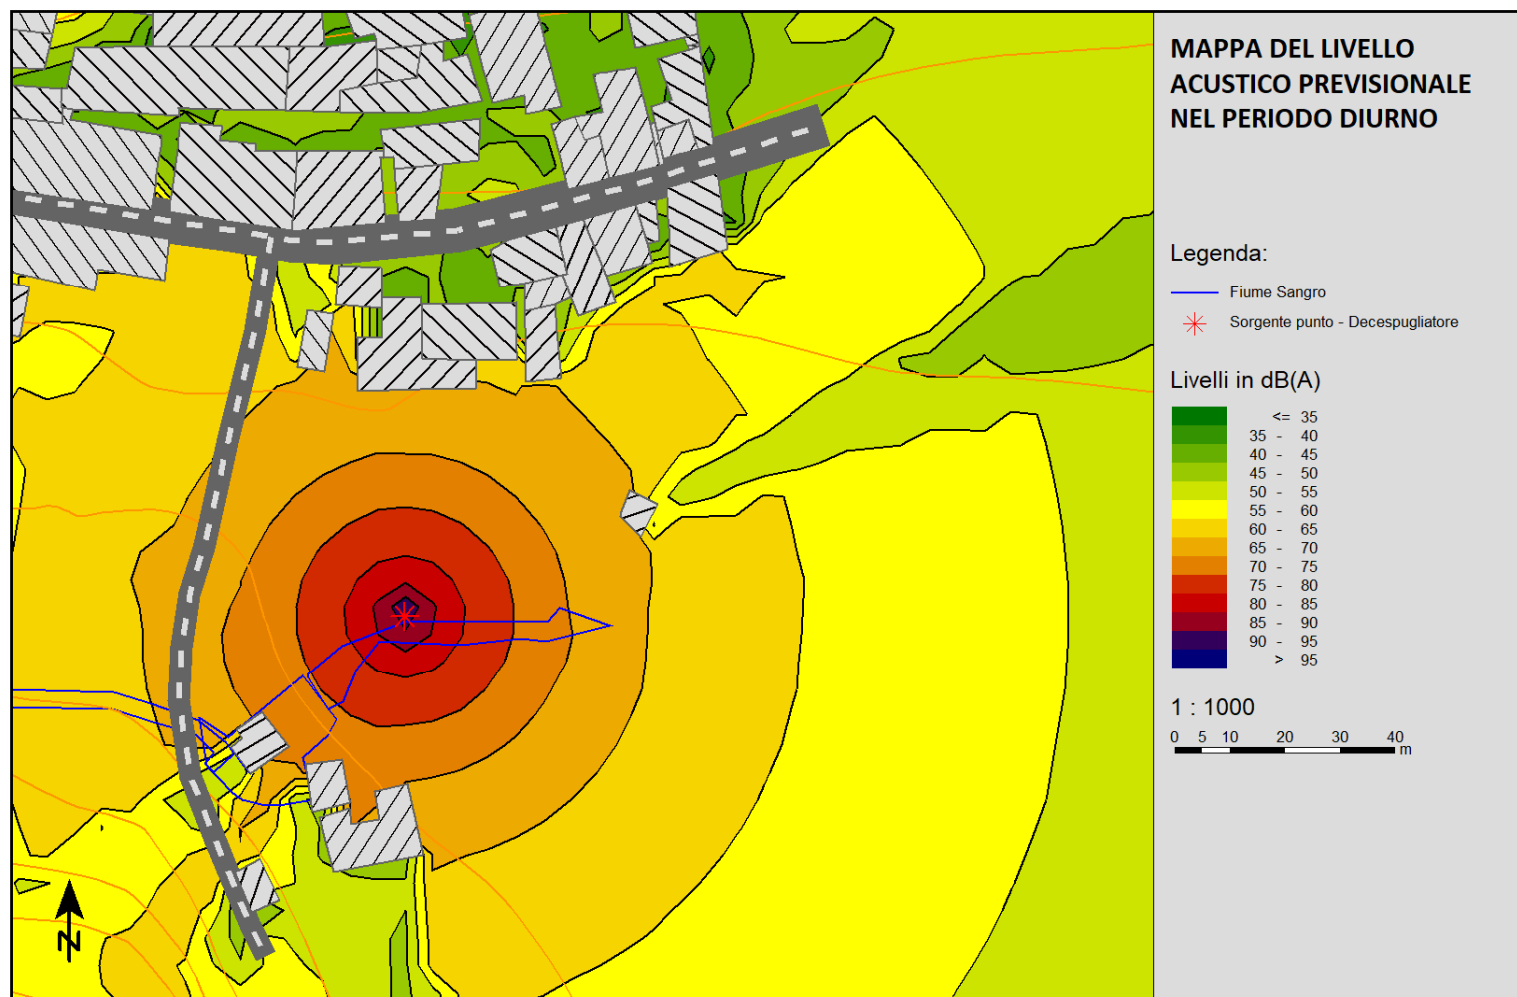 MAPPA DEL LIVELLO
ACUSTICO PREVISIONALE
NEL PERIODO DIURNO
Legenda:
Fiume Sangro
Sorgente punto - Decespugliatore
Livelli in dB(A)
<= 35
35 - 40
40 - 45
45 - 50
50 - 55
55 - 60
60 - 65
65 - 70
70 - 75
75 - 80
80 - 85
85 - 90
90 - 95
> 95
1 : 1000
0 5 10 20 30 40
m
N